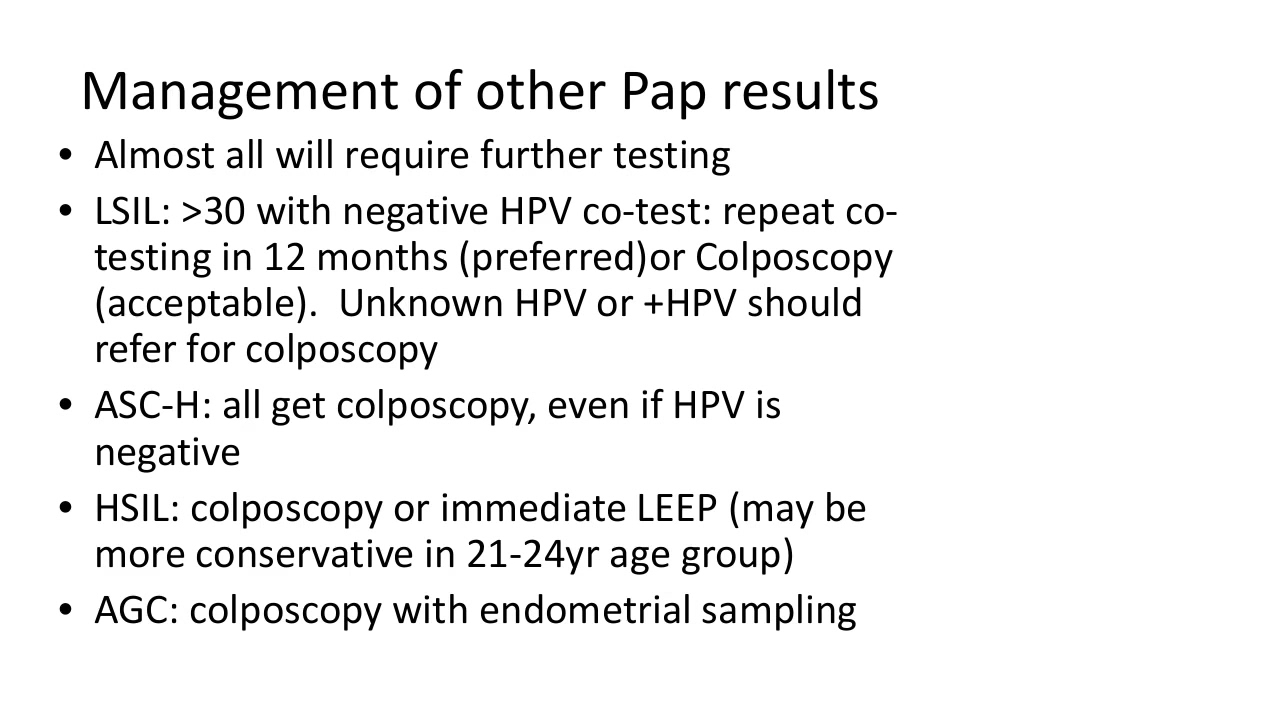 Management of other Pap results
• Almost all will require further testing
• LSIL: >30 with negative HPV co-test: repeat co-
testing in 12 months (preferred)or Colposcopy
(acceptable).  Unknown HPV or +HPV should
refer for colposcopy
• ASC-H: all get colposcopy, even if HPV is
negative
• HSIL: colposcopy or immediate LEEP (may be
more conservative in 21-24yr age group)
• AGC: colposcopy with endometrial sampling